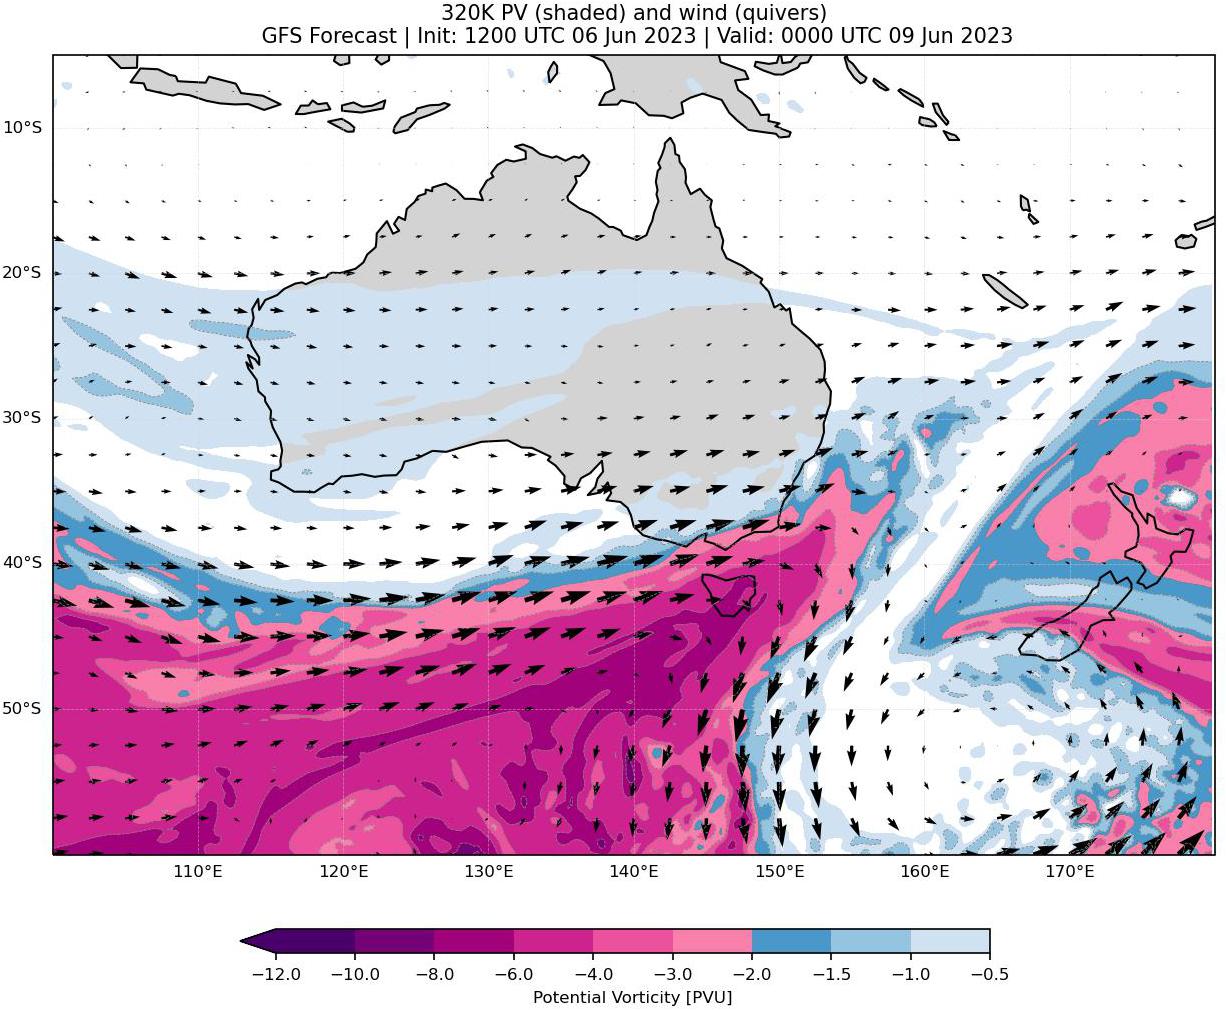 320K PV (shaded) and wind (quivers)
GFS Forecast | Init: 1200 UTC 06 Jun 2023 | Valid: 0000 UTC 09 Jun 2023
10°S
20°S
30°S
40°S
50°S
110°E 120°E 130°E 140°E 150°E 160°E 170°E
−12.0 −10.0 −8.0 −6.0 −4.0 −3.0 −2.0 −1.5 −1.0 −0.5
Potential Vorticity [PVU]